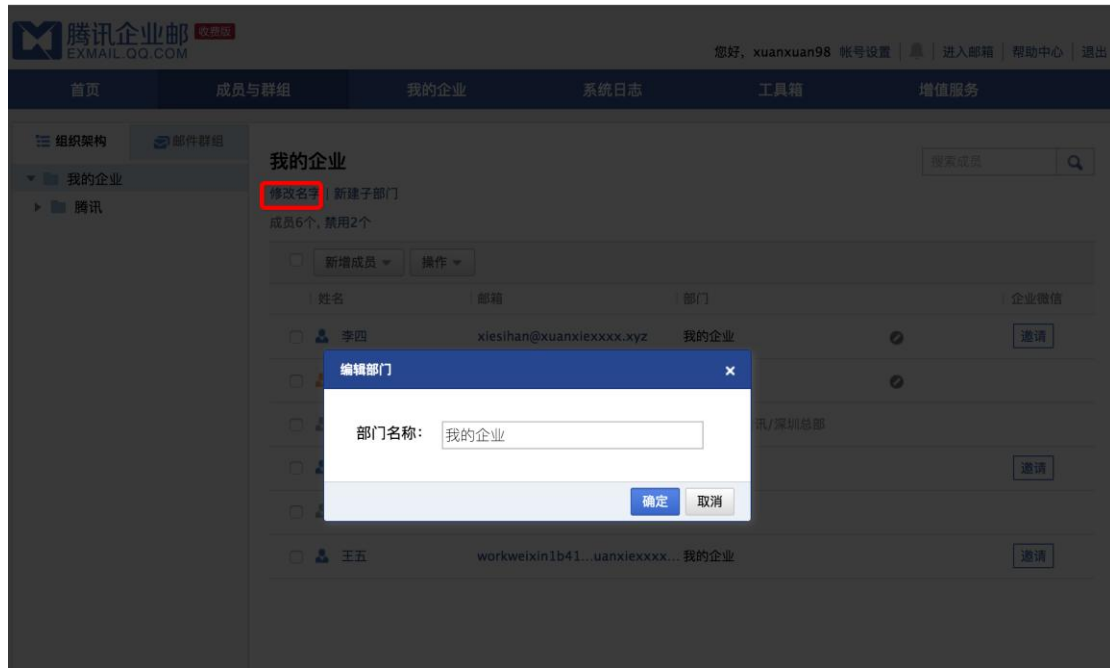 腾讯企业邮 收费版
EXMAIL.QQ.COM
您好，xuanxuan98 帐号设置 | | 进入邮箱 | 帮助中心 | 退出
首页 成员与群组 我的企业 系统日志 工具箱 增值服务
组织架构 邮件群组
我的企业
腾讯
我的企业
搜索成员
修改名字 | 新建子部门
成员6个, 禁用2个
新增成员 操作
姓名 邮箱 部门 企业微信
李四 xiesihan@xuanxiexxxx.xyz 我的企业 邀请
编辑部门 ×
讯/深圳总部
部门名称： 我的企业
邀请
确定 取消
王五 workweixin1b41...uanxiexxxx... 我的企业 邀请